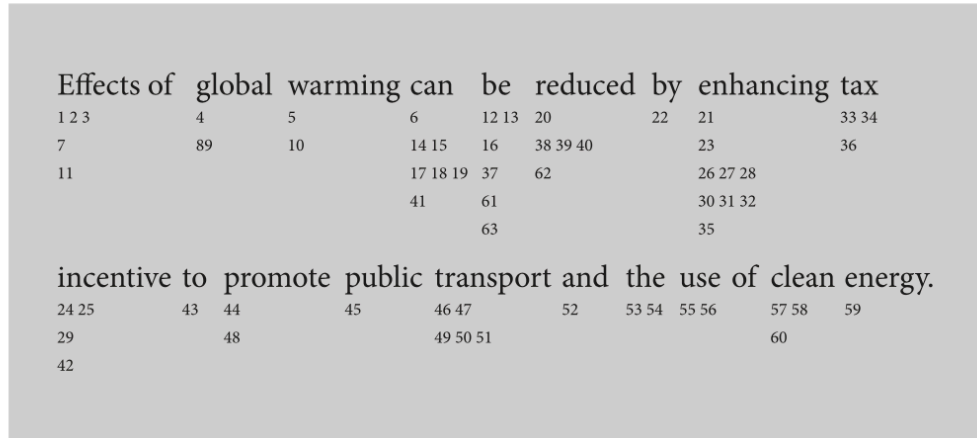 Effects of global warming can be reduced by enhancing tax
1 2 3 4 5 6 12 13 20 22 21 33 34
7 89 10 14 15 16 38 39 40 23 36
11 17 18 19 37 62 26 27 28
41 61 30 31 32
63 35
incentive to promote public transport and the use of clean energy.
24 25 43 44 45 46 47 52 53 54 55 56 57 58 59
29 48 49 50 51 60
42